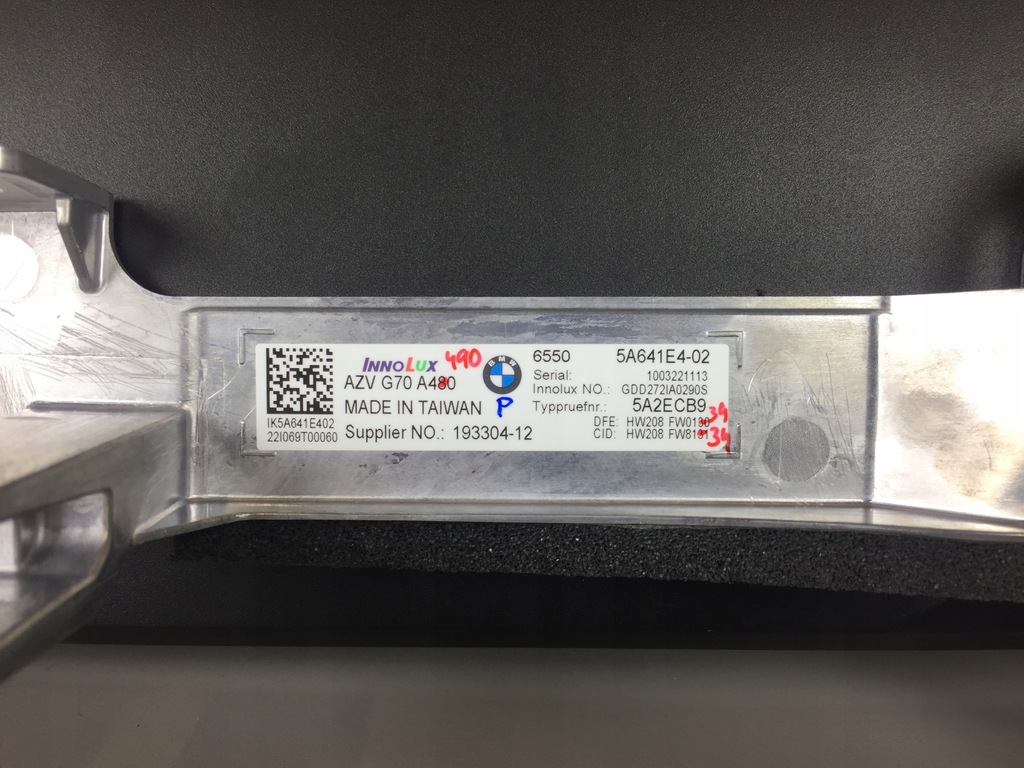 INNOLUX 490
AZV G70 A480
MADE IN TAIWAN P
Supplier NO.: 193304-12
IK5A641E402
22I069T00060
BMW
6550 5A641E4-02
Serial: 1003221113
Innolux NO.: GDD272IA0290S
Typpruefnr.: 5A2ECB9
DFE: HW208 FW0130 34
CID: HW208 FW8131 34